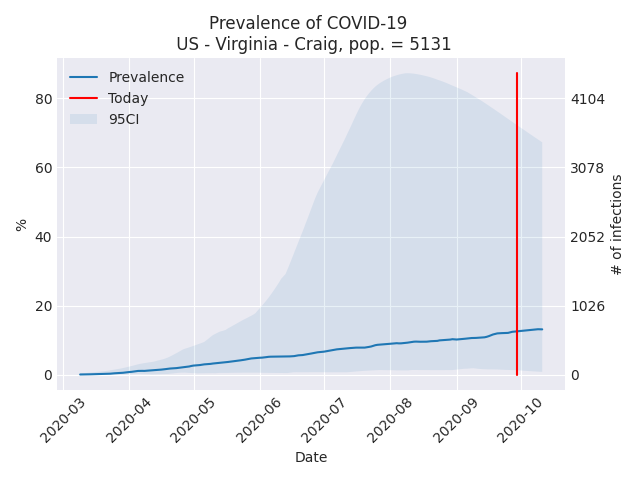 Prevalence of COVID-19
US - Virginia - Craig, pop. = 5131
Prevalence
Today
95CI
%
80
60
40
20
0
4104
3078
2052
1026
0
# of infections
2020-03
2020-04
2020-05
2020-06
2020-07
2020-08
2020-09
2020-10
Date